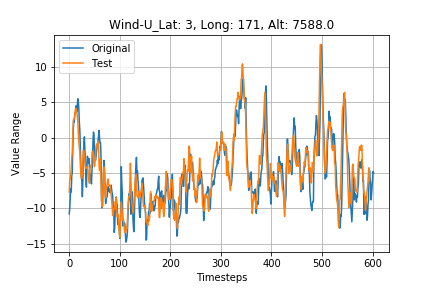 Wind-U_Lat: 3, Long: 171, Alt: 7588.0
Original
Test
Value Range
10
5
0
−5
−10
−15
0 100 200 300 400 500 600
Timesteps